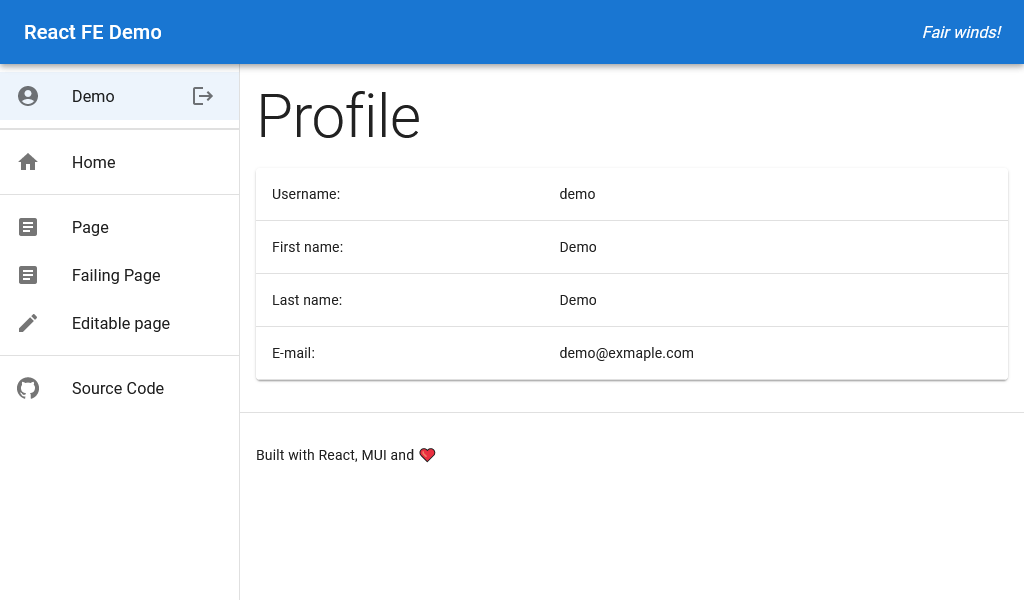 React FE Demo
Fair winds!
Demo
Home
Page
Failing Page
Editable page
Source Code
Profile
Username: demo
First name: Demo
Last name: Demo
E-mail: demo@exmaple.com
Built with React, MUI and ❤️